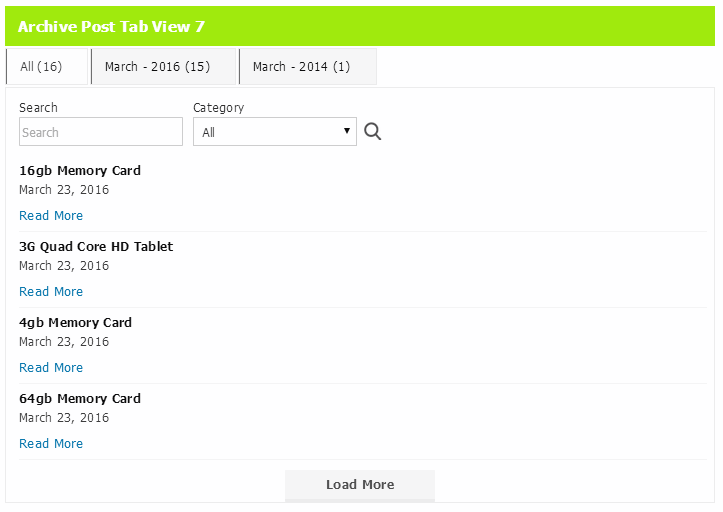 Archive Post Tab View 7
All (16) March - 2016 (15) March - 2014 (1)
Search Category
Search All
16gb Memory Card
March 23, 2016
Read More
3G Quad Core HD Tablet
March 23, 2016
Read More
4gb Memory Card
March 23, 2016
Read More
64gb Memory Card
March 23, 2016
Read More
Load More